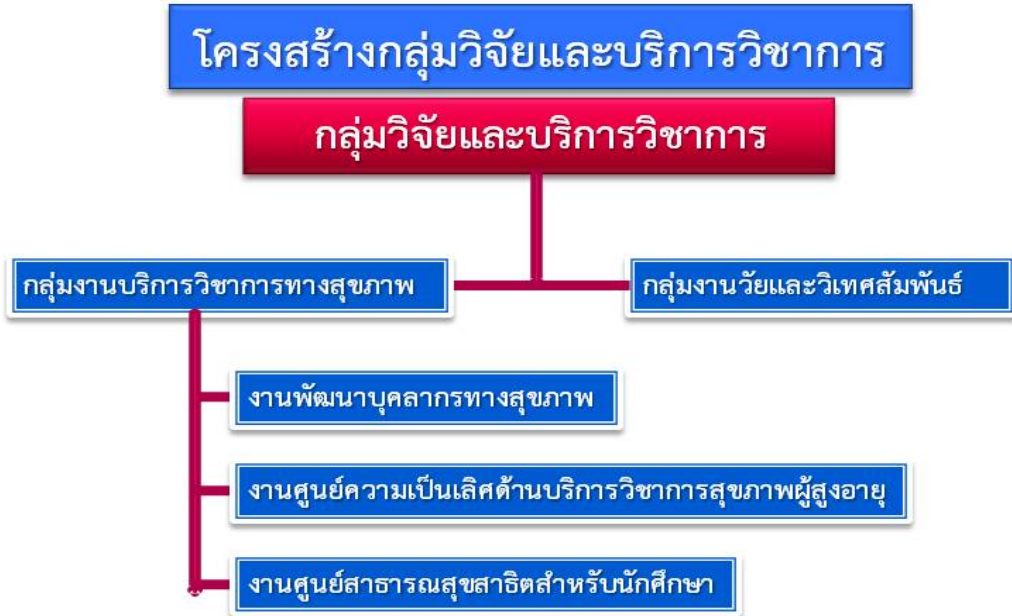 โครงสร้างกลุ่มวิจัยและบริการวิชาการ
กลุ่มวิจัยและบริการวิชาการ
กลุ่มงานบริการวิชาการทางสุขภาพ
กลุ่มงานวัยและวิเทศสัมพันธ์
งานพัฒนาบุคลากรทางสุขภาพ
งานศูนย์ความเป็นเลิศด้านบริการวิชาการสุขภาพผู้สูงอายุ
งานศูนย์สาธารณสุขสาธิตสำหรับนักศึกษา